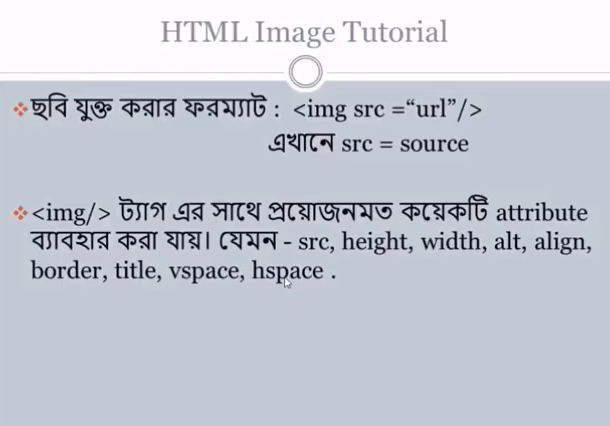 HTML Image Tutorial
ছবি যুক্ত করার ফরম্যাট : <img src =“url”/>
এখানে src = source
<img/> ট্যাগ এর সাথে প্রয়োজনমত কয়েকটি attribute
ব্যাবহার করা যায়। যেমন - src, height, width, alt, align,
border, title, vspace, hspace .